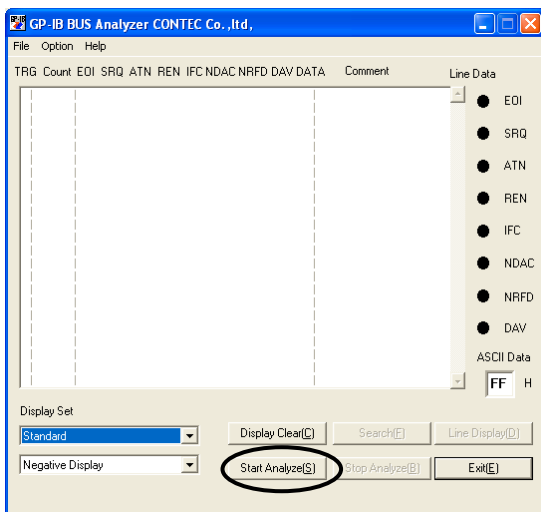 GP-IB BUS Analyzer CONTEC Co.,ltd,
File Option Help
TRG Count EOI SRQ ATN REN IFC NDAC NRFD DAV DATA Comment Line Data
EOI
SRQ
ATN
REN
IFC
NDAC
NRFD
DAV
ASCII Data
FF H
Display Set
Standard Display Clear(C) Search(F) Line Display(D)
Negative Display Start Analyze(S) Stop Analyze(B) Exit(E)